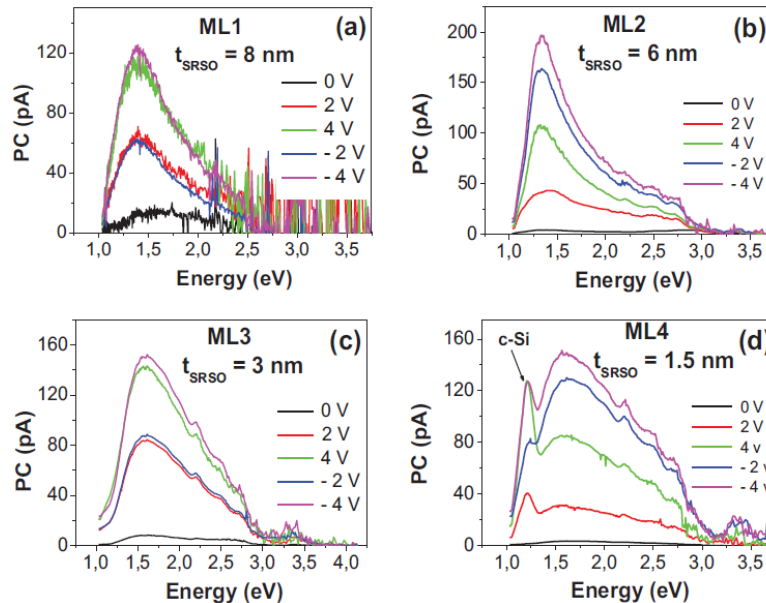 ML1
(a)
t_SRSO = 8 nm
0 V
2 V
4 V
- 2 V
- 4 V
PC (pA)
120
80
40
0
1,0 1,5 2,0 2,5 3,0 3,5
Energy (eV)
ML2
(b)
t_SRSO = 6 nm
0 V
2 V
4 V
- 2 V
- 4 V
PC (pA)
200
150
100
50
0
1,0 1,5 2,0 2,5 3,0 3,5
Energy (eV)
ML3
(c)
t_SRSO = 3 nm
0 V
2 V
4 V
- 2 V
- 4 V
PC (pA)
160
120
80
40
0
1,0 1,5 2,0 2,5 3,0 3,5 4,0
Energy (eV)
ML4
(d)
c-Si
t_SRSO = 1.5 nm
0 V
2 V
4 v
- 2 v
- 4 v
PC (pA)
160
120
80
40
0
1,0 1,5 2,0 2,5 3,0 3,5
Energy (eV)